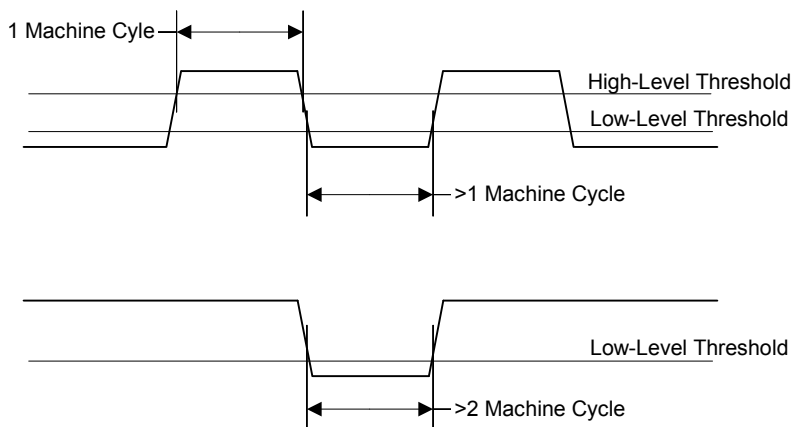 1 Machine Cyle
High-Level Threshold
Low-Level Threshold
>1 Machine Cycle
Low-Level Threshold
>2 Machine Cycle